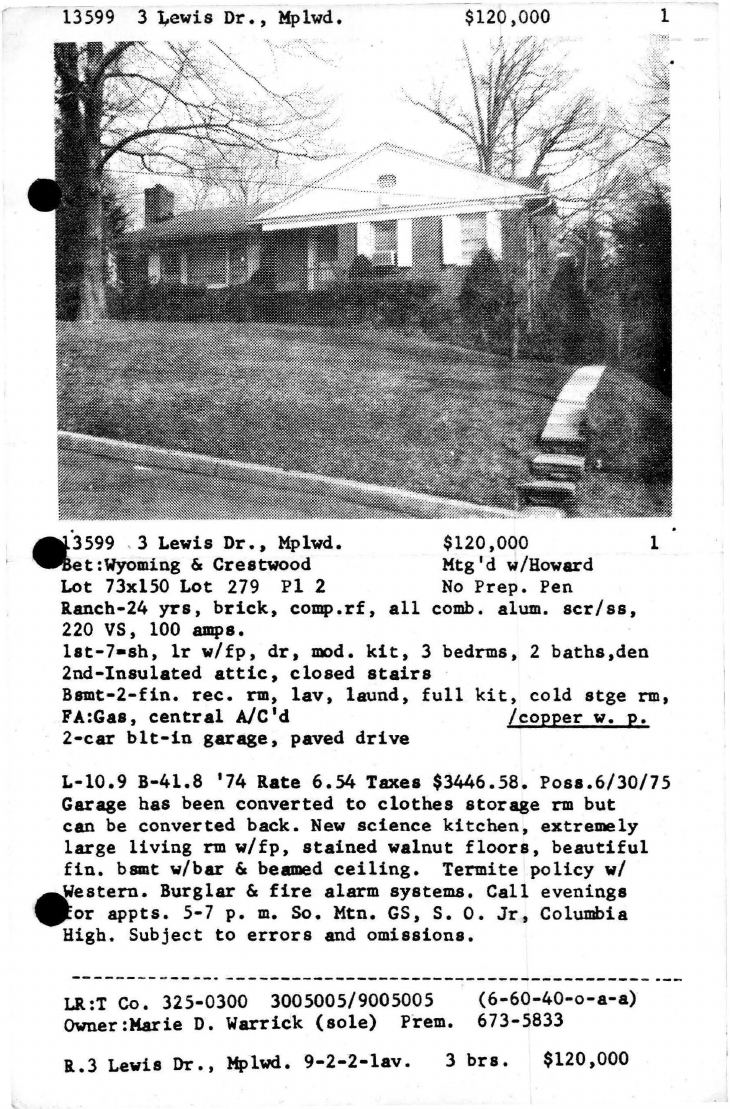 13599 3 Lewis Dr., Mplwd. $120,000 1
13599 3 Lewis Dr., Mplwd. $120,000 1
Bet:Wyoming & Crestwood Mtg'd w/Howard
Lot 73x150 Lot 279 Pl 2 No Prep. Pen
Ranch-24 yrs, brick, comp.rf, all comb. alum. scr/ss,
220 VS, 100 amps.
1st-7-sh, lr w/fp, dr, mod. kit, 3 bedrms, 2 baths,den
2nd-Insulated attic, closed stairs
Bsmt-2-fin. rec. rm, lav, laund, full kit, cold stge rm,
FA:Gas, central A/C'd /copper w. p.
2-car blt-in garage, paved drive
L-10.9 B-41.8 '74 Rate 6.54 Taxes $3446.58. Poss.6/30/75
Garage has been converted to clothes storage rm but
can be converted back. New science kitchen, extremely
large living rm w/fp, stained walnut floors, beautiful
fin. bsmt w/bar & beamed ceiling. Termite policy w/
Western. Burglar & fire alarm systems. Call evenings
for appts. 5-7 p. m. So. Mtn. GS, S. O. Jr, Columbia
High. Subject to errors and omissions.
LR:T Co. 325-0300 3005005/9005005 (6-60-40-o-a-a)
Owner:Marie D. Warrick (sole) Prem. 673-5833
R.3 Lewis Dr., Mplwd. 9-2-2-lav. 3 brs. $120,000